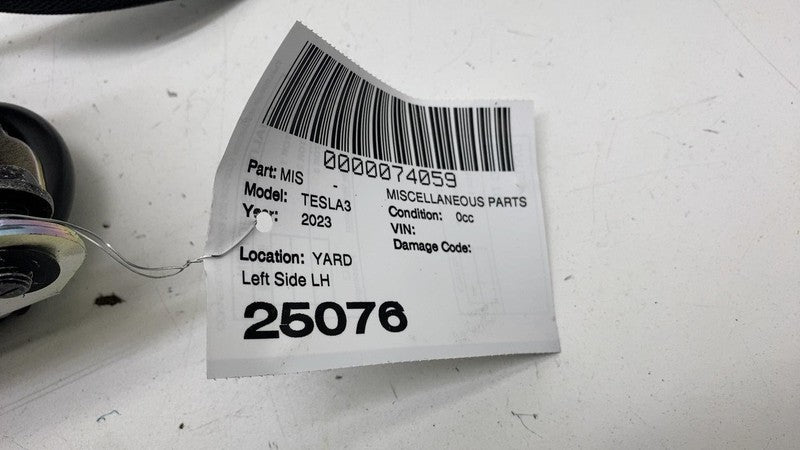 0000074059
Part: MIS -
MISCELLANEOUS PARTS
Model: TESLA3
Condition: 0cc
Year: 2023
VIN:
Damage Code:
Location: YARD
Left Side LH
25076